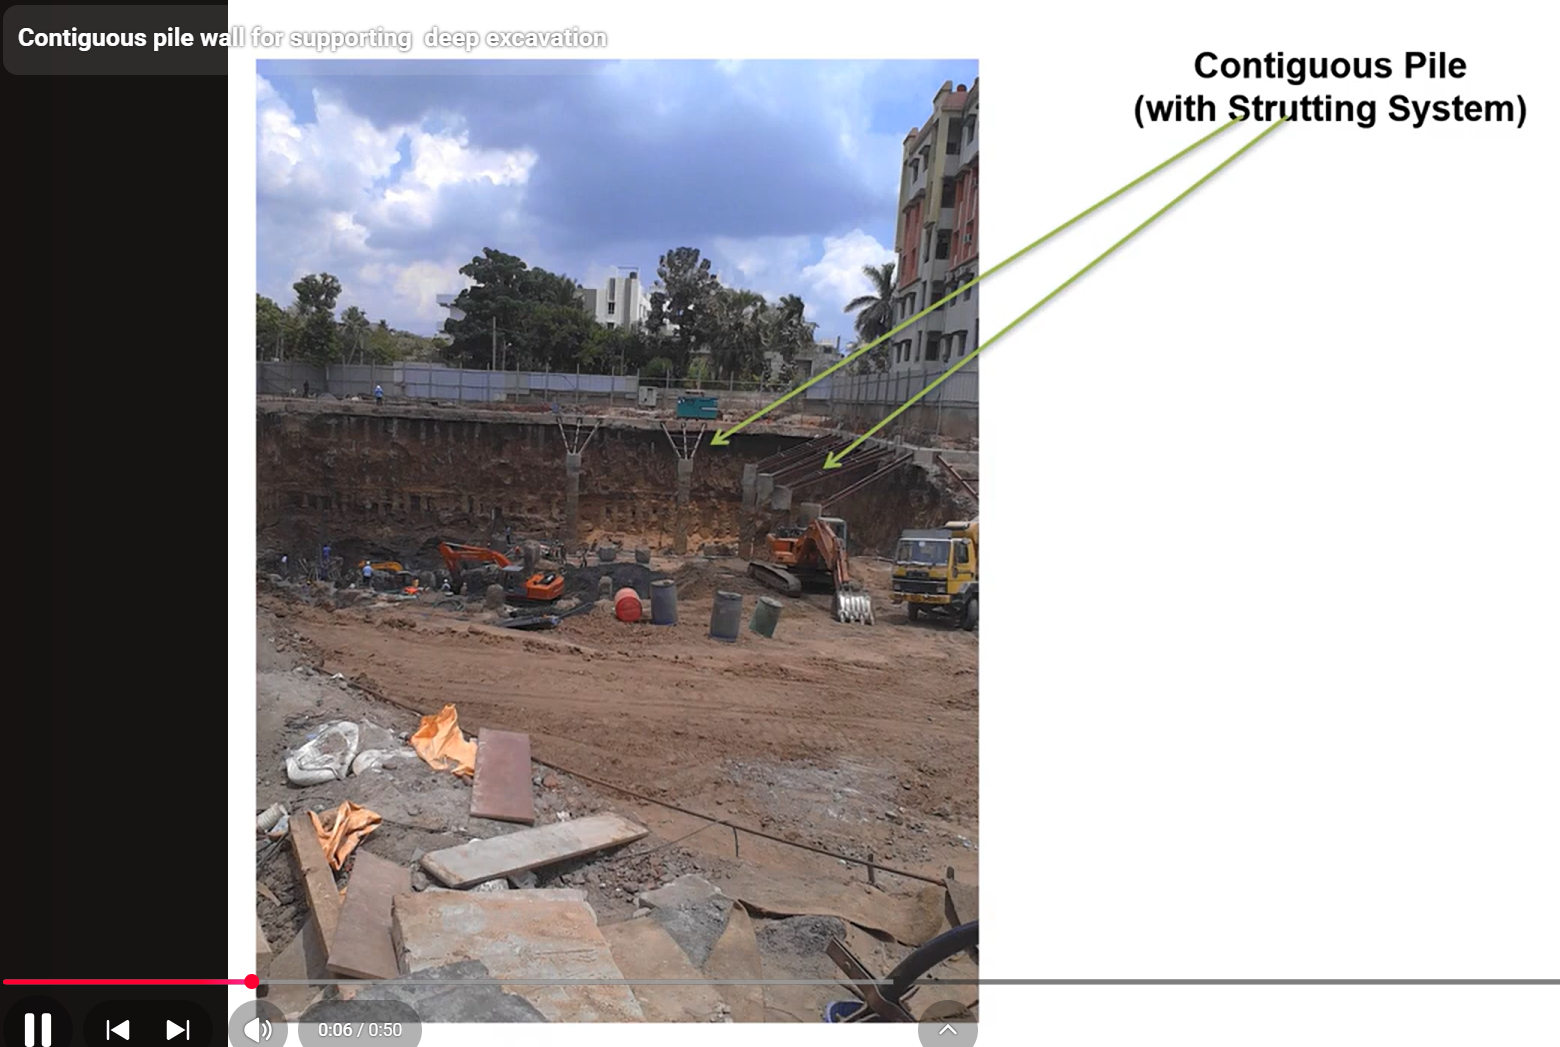 Contiguous pile wall for supporting deep excavation
Contiguous Pile
(with Strutting System)
0:06 / 0:50